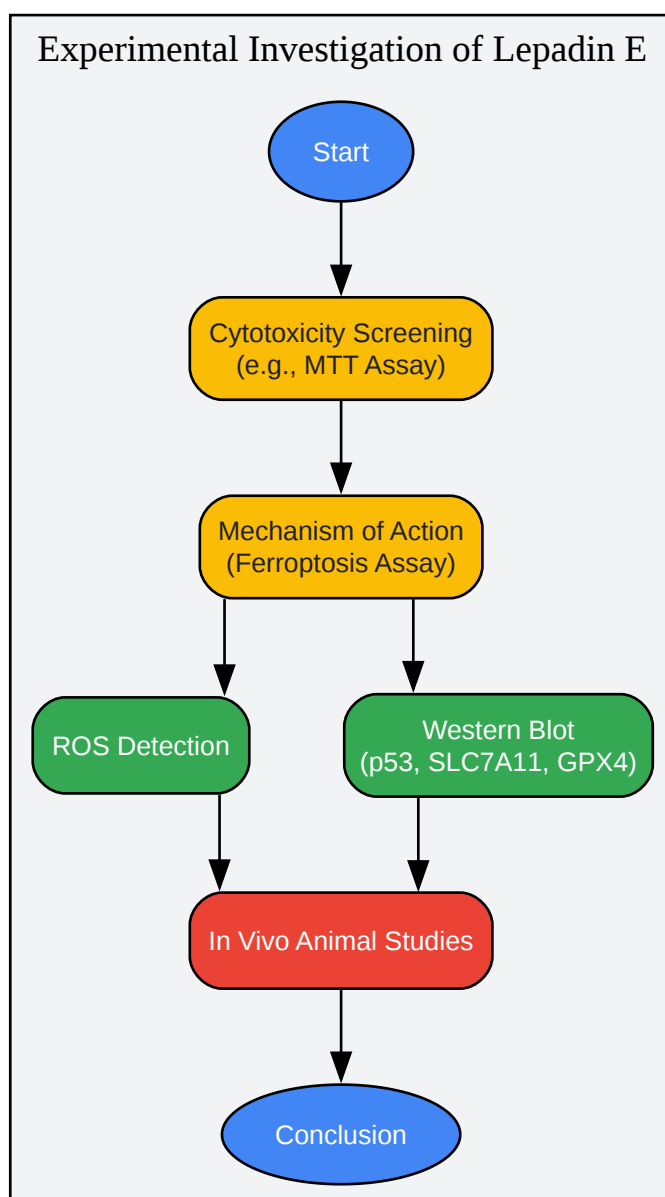 Experimental Investigation of Lepadin E
Start
Cytotoxicity Screening
(e.g., MTT Assay)
Mechanism of Action
(Ferroptosis Assay)
ROS Detection
Western Blot
(p53, SLC7A11, GPX4)
In Vivo Animal Studies
Conclusion